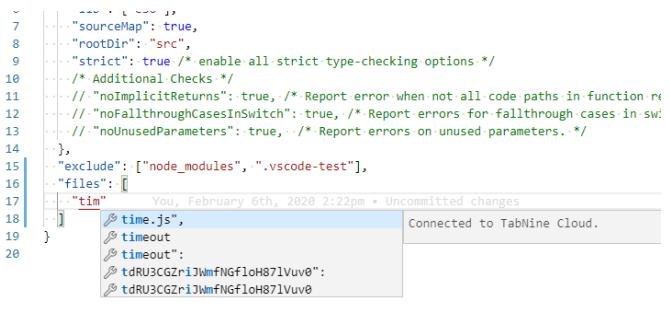 7 "sourceMap": true,
8 "rootDir": "src",
9 "strict": true /* enable all strict type-checking options */
10 /* Additional Checks */
11 // "noImplicitReturns": true, /* Report error when not all code paths in function re
12 // "noFallthroughCasesInSwitch": true, /* Report errors for fallthrough cases in swi
13 // "noUnusedParameters": true, /* Report errors on unused parameters. */
14 },
15 "exclude": ["node_modules", ".vscode-test"],
16 "files": [
17 "tim" You, February 6th, 2020 2:22pm • Uncommitted changes
18 ]
time.js",
Connected to TabNine Cloud.
19 }
timeout
20
timeout":
tdRU3CGZriJWmfNGfloH87lVuv0":
tdRU3CGZriJWmfNGfloH87lVuv0